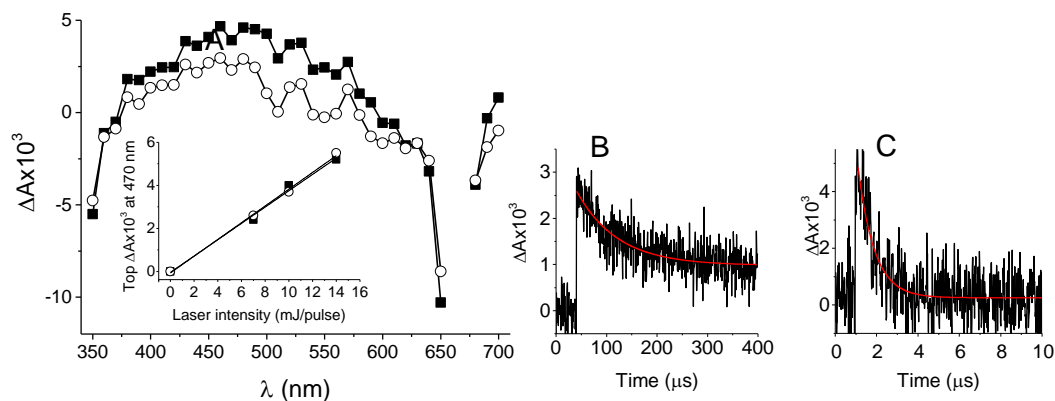 A
5
0
-5
-10
ΔAx10³
350 400 450 500 550 600 650 700
λ (nm)
6
4
2
0
Top ΔAx10³ at 470 nm
0 2 4 6 8 10 12 14 16
Laser intensity (mJ/pulse)
B
3
2
1
0
ΔAx10³
0 100 200 300 400
Time (μs)
C
4
2
0
ΔAx10³
0 2 4 6 8 10
Time (μs)